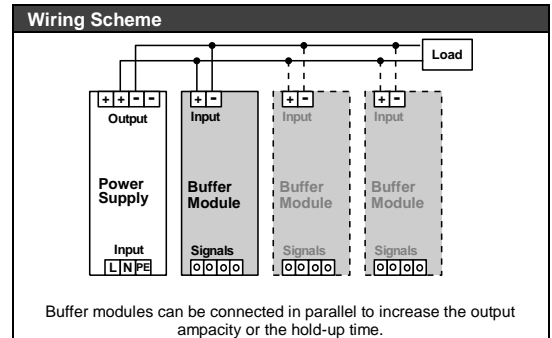 Wiring Scheme
Load
+ + - -
+ -
+ -
+ -
Output
Input
Input
Input
Power
Supply
Buffer
Module
Buffer
Module
Buffer
Module
Input
Signals
Signals
Signals
L N PE
Buffer modules can be connected in parallel to increase the output
ampacity or the hold-up time.